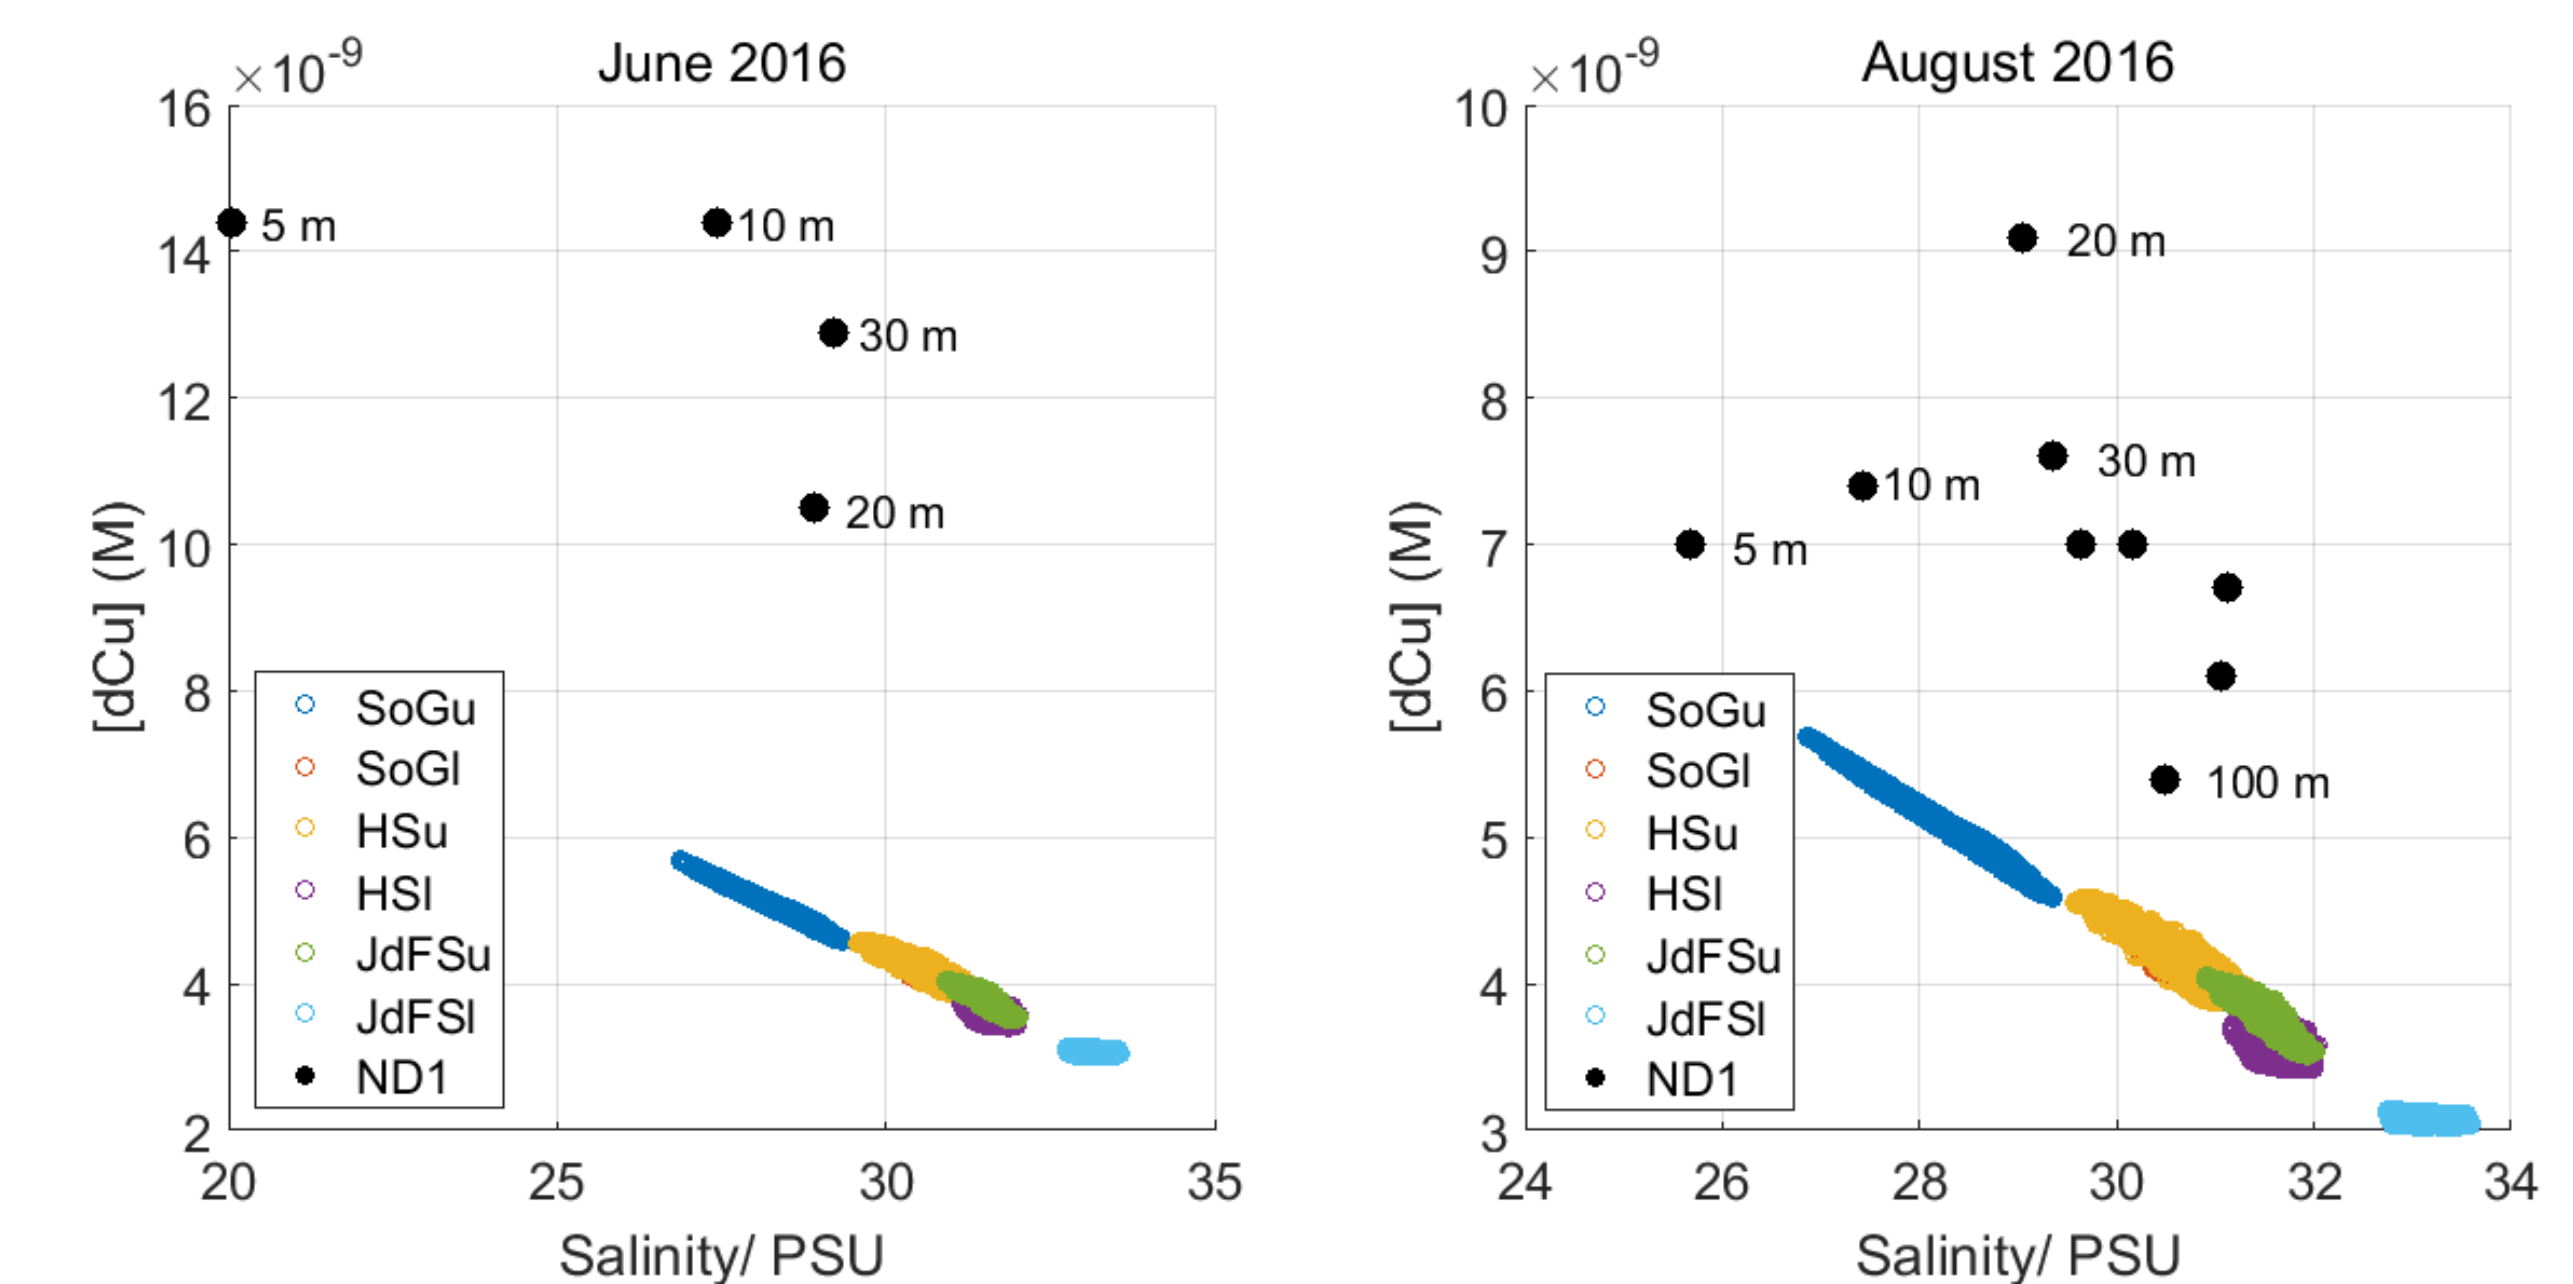 June 2016
×10-9
16
14
12
10
8
6
4
2
[dCu] (M)
5 m
10 m
30 m
20 m
SoGu
SoGl
HSu
HSl
JdFSu
JdFSl
ND1
20 25 30 35
Salinity/ PSU
August 2016
×10-9
10
9
8
7
6
5
4
3
[dCu] (M)
20 m
30 m
10 m
5 m
100 m
SoGu
SoGl
HSu
HSl
JdFSu
JdFSl
ND1
24 26 28 30 32 34
Salinity/ PSU